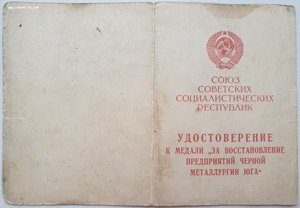 СОЮЗ
СОВЕТСКИХ
СОЦИАЛИСТИЧЕСКИХ
РЕСПУБЛИК
УДОСТОВЕРЕНИЕ
К МЕДАЛИ „ЗА ВОССТАНОВЛЕНИЕ
ПРЕДПРИЯТИЙ ЧЕРНОЙ
МЕТАЛЛУРГИИ ЮГА“